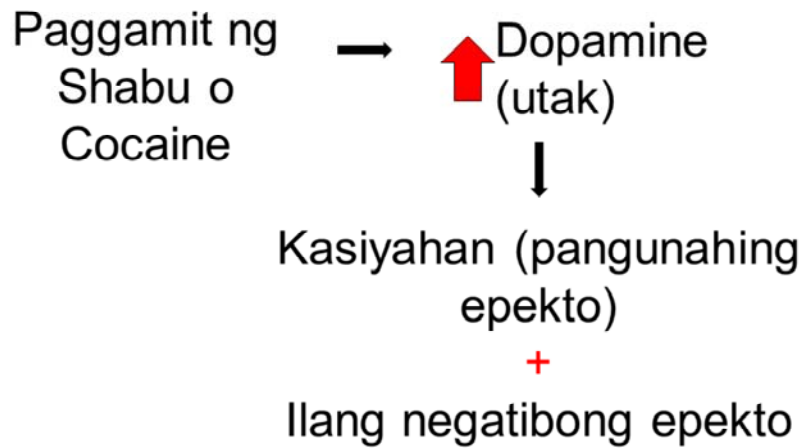 Paggamit ng
Shabu o
Cocaine
Dopamine
(utak)
Kasiyahan (pangunahing
epekto)
+
Ilang negatibong epekto